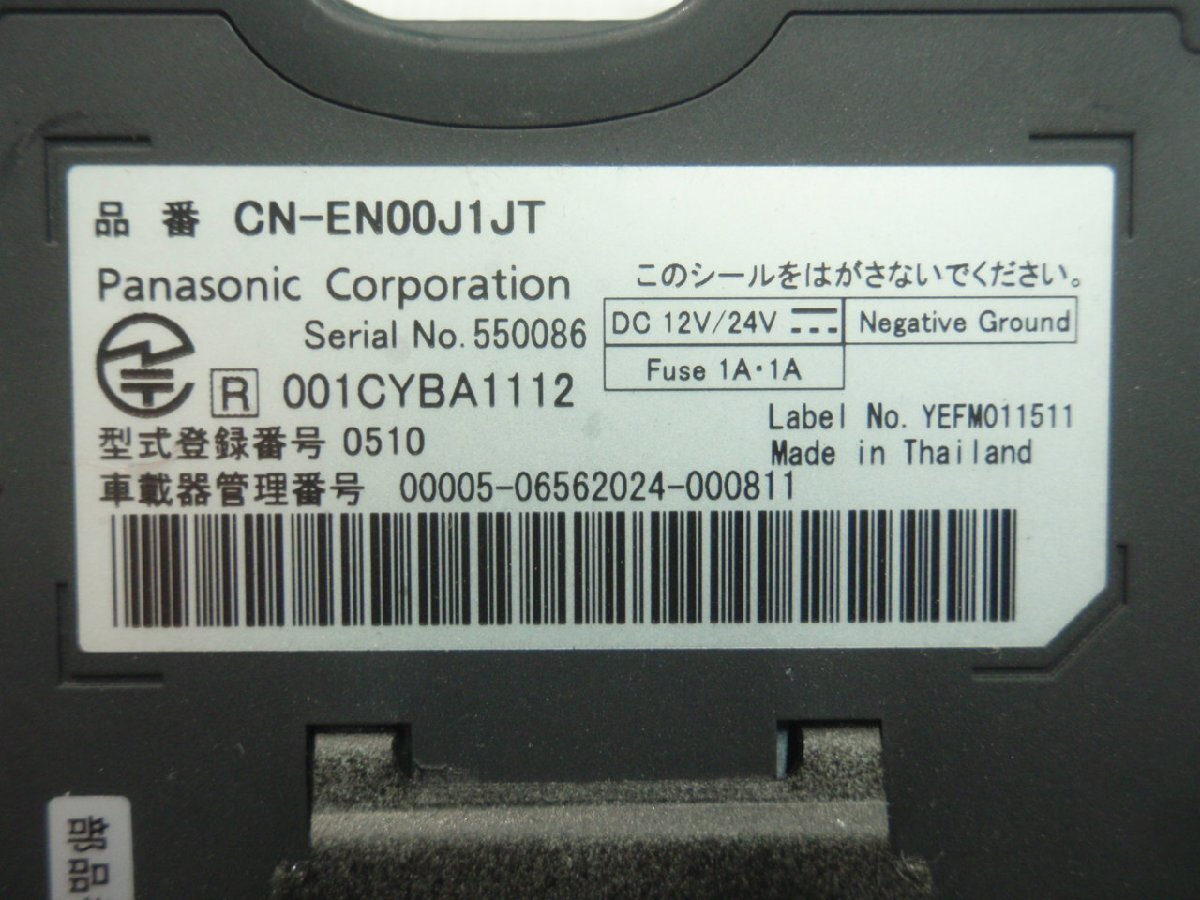 品番 CN-EN00J1JT
Panasonic Corporation
このシールをはがさないでください。
Serial No. 550086
DC 12V/24V
Negative Ground
Fuse 1A・1A
R 001CYBA1112
Label No. YEFM011511
型式登録番号 0510
Made in Thailand
車載器管理番号 00005-06562024-000811
部品